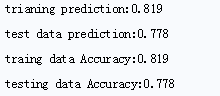 trianing prediction:0.819
test data prediction:0.778
traing data Accuracy:0.819
testing data Accuracy:0.778